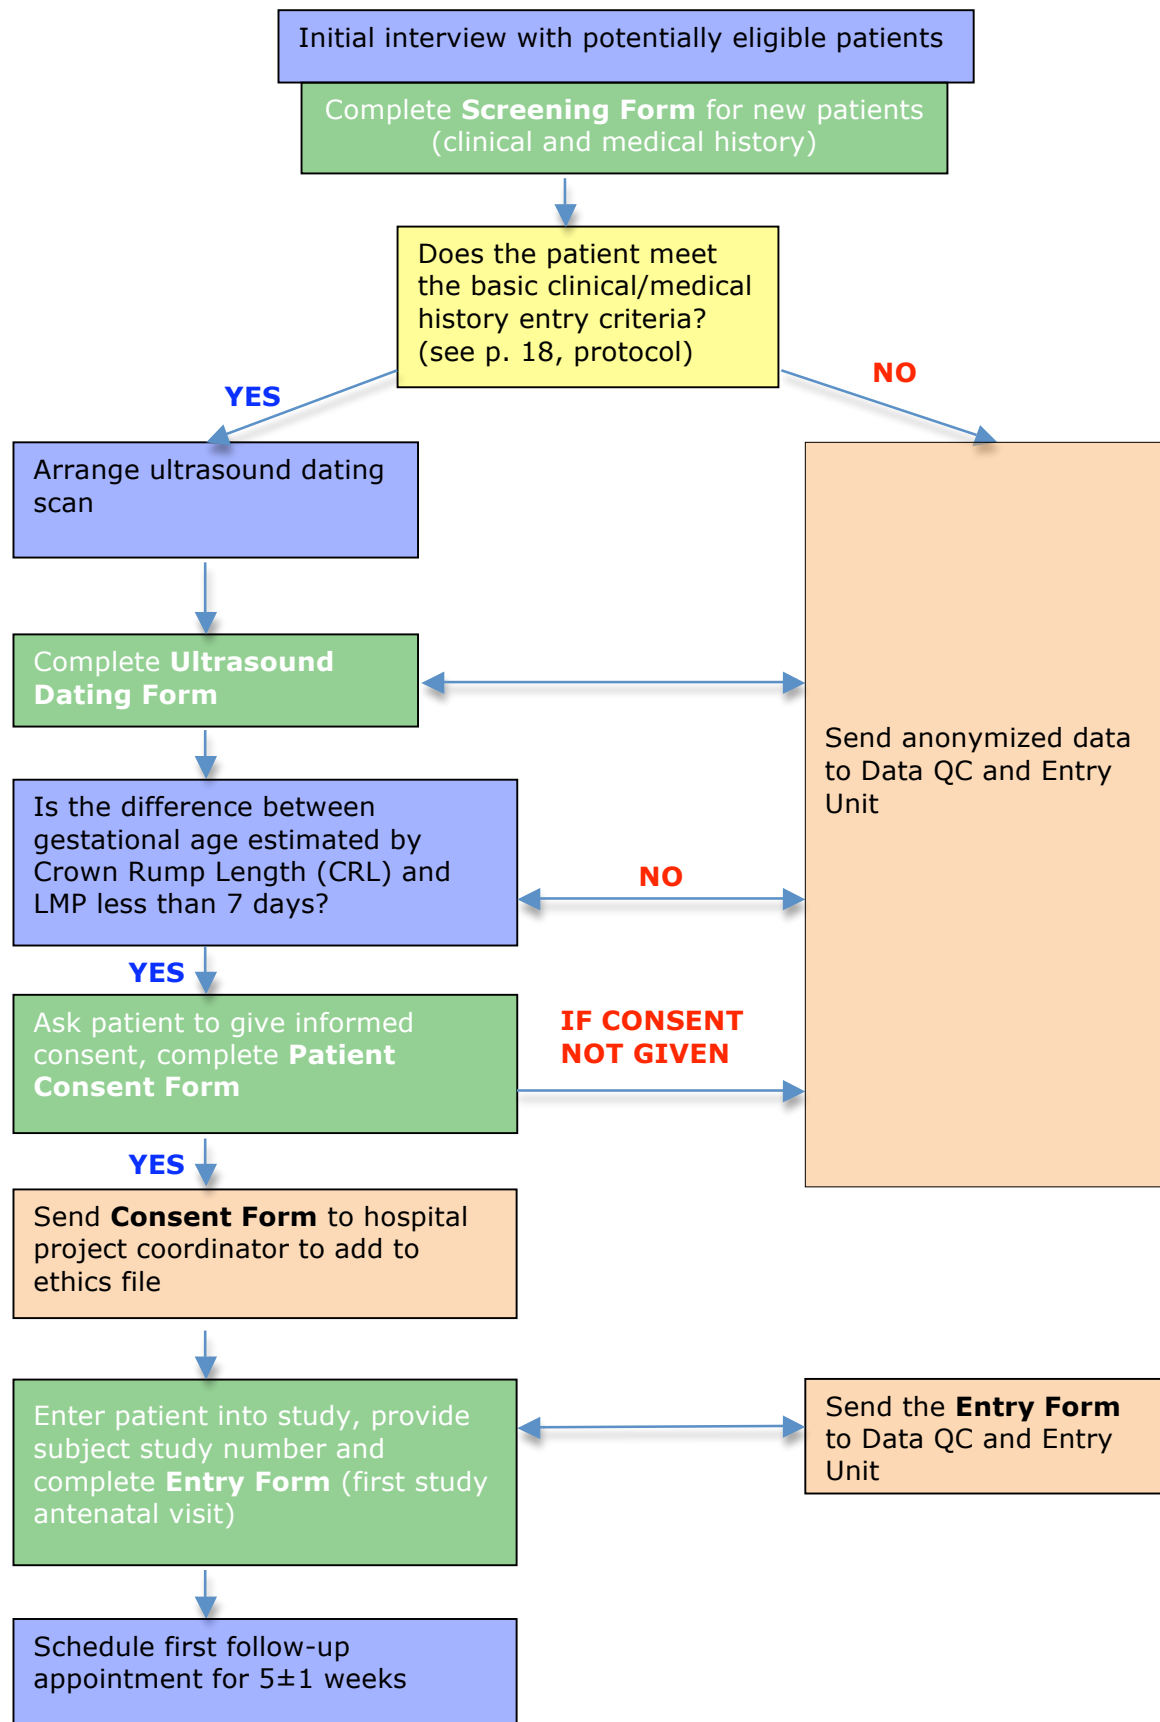 Initial interview with potentially eligible patients
Complete Screening Form for new patients
(clinical and medical history)
Does the patient meet
the basic clinical/medical
history entry criteria?
(see p. 18, protocol)
YES
NO
Arrange ultrasound dating
scan
Complete Ultrasound
Dating Form
Send anonymized data
to Data QC and Entry
Unit
Is the difference between
gestational age estimated by
Crown Rump Length (CRL) and
LMP less than 7 days?
NO
YES
Ask patient to give informed
consent, complete Patient
Consent Form
IF CONSENT
NOT GIVEN
YES
Send Consent Form to hospital
project coordinator to add to
ethics file
Enter patient into study, provide
subject study number and
complete Entry Form (first study
antenatal visit)
Send the Entry Form
to Data QC and Entry
Unit
Schedule first follow-up
appointment for 5±1 weeks